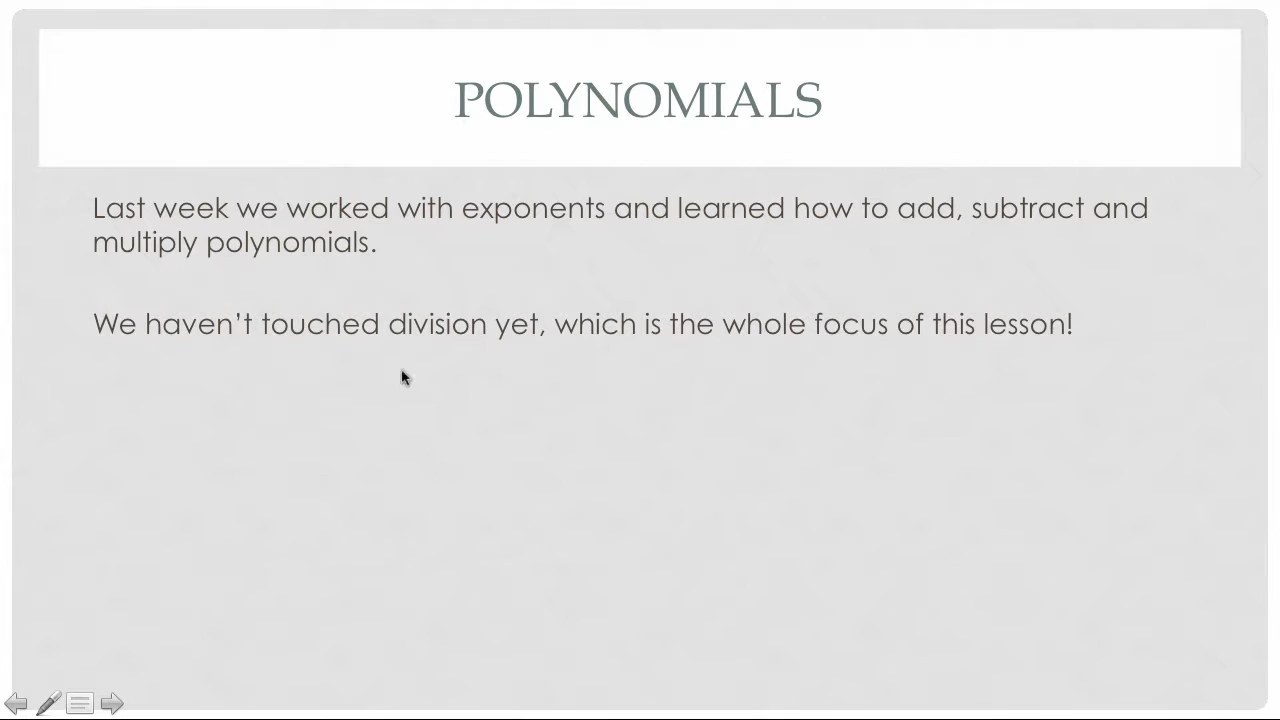 POLYNOMIALS
Last week we worked with exponents and learned how to add, subtract and
multiply polynomials.
We haven’t touched division yet, which is the whole focus of this lesson!